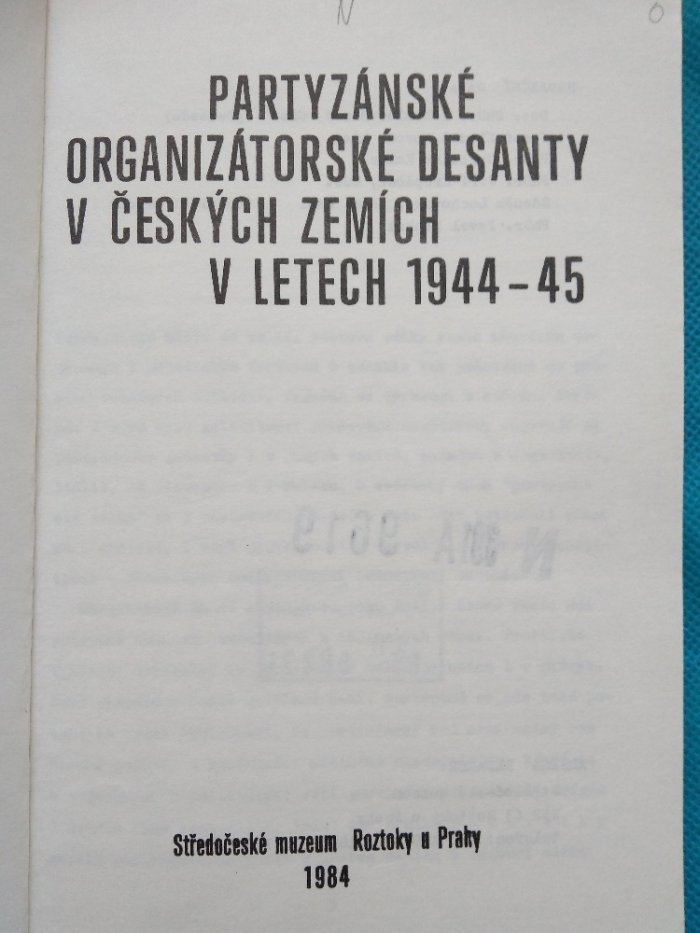 N O
PARTYZÁNSKÉ
ORGANIZÁTORSKÉ DESANTY
V ČESKÝCH ZEMÍCH
V LETECH 1944–45
Středočeské muzeum Roztoky u Prahy
1984